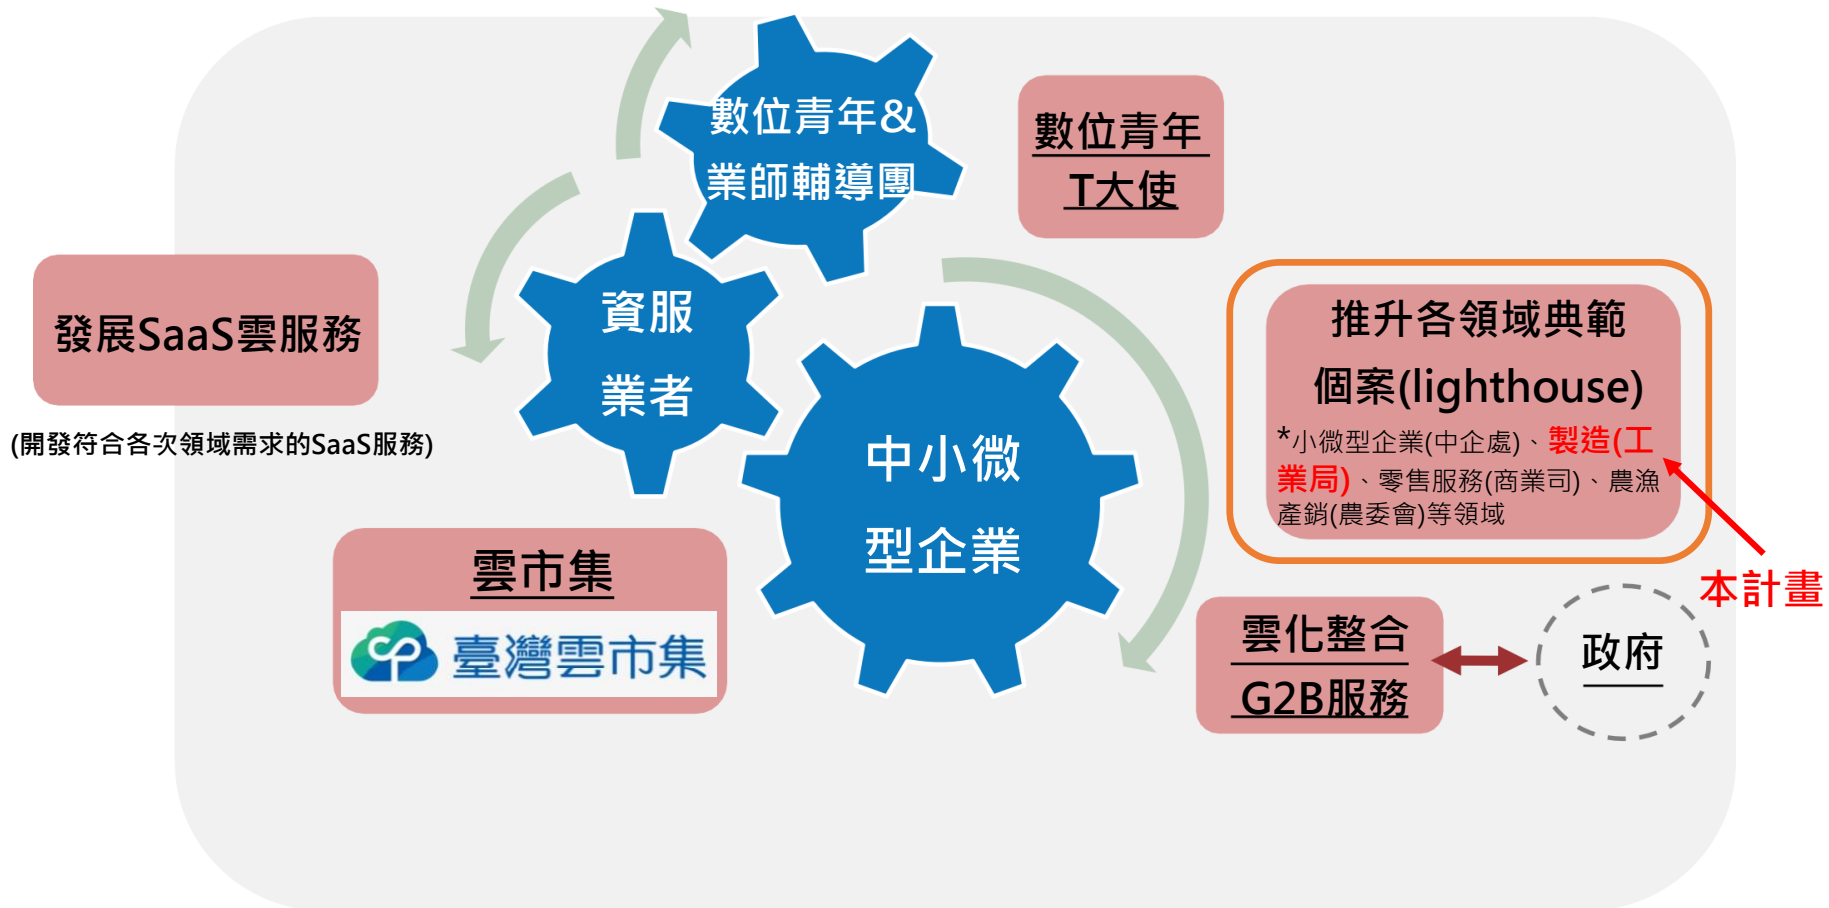 數位青年&
業師輔導團
數位青年
T大使
發展SaaS雲服務
(開發符合各次領域需求的SaaS服務)
資服
業者
推升各領域典範
個案(lighthouse)
*小微型企業(中企處)、製造(工
業局)、零售服務(商業司)、農漁
產銷(農委會)等領域
本計畫
中小微
型企業
雲市集
臺灣雲市集
雲化整合
G2B服務
政府